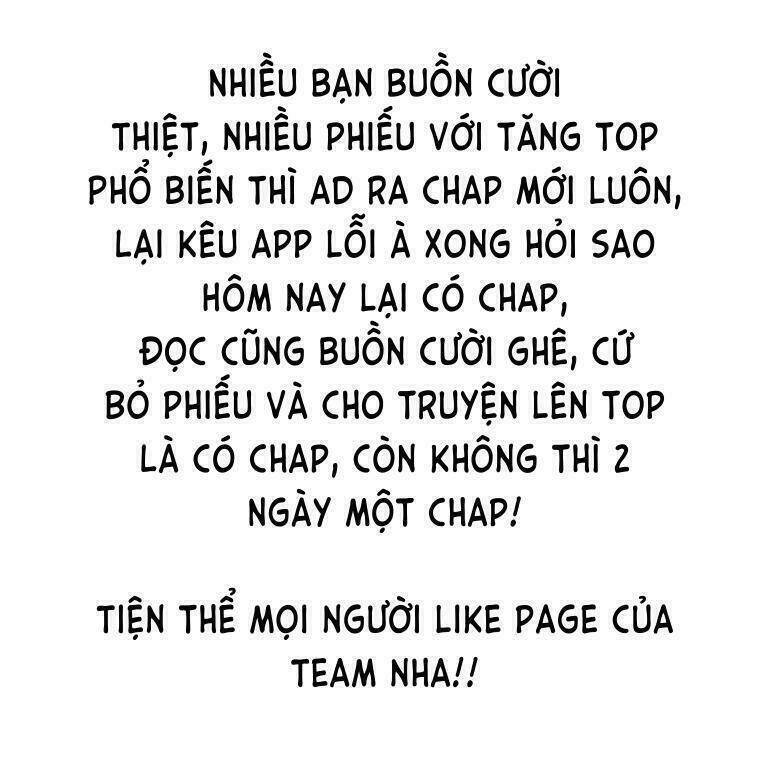 NHIỀU BẠN BUỒN CƯỜI
THIỆT, NHIỀU PHIẾU VỚI TĂNG TOP
PHỔ BIẾN THÌ AD RA CHAP MỚI LUÔN,
LẠI KÊU APP LỖI À XONG HỎI SAO
HÔM NAY LẠI CÓ CHAP,
ĐỌC CŨNG BUỒN CƯỜI GHÊ, CỨ
BỎ PHIẾU VÀ CHO TRUYỆN LÊN TOP
LÀ CÓ CHAP, CÒN KHÔNG THÌ 2
NGÀY MỘT CHAP!
TIỆN THỂ MỌI NGƯỜI LIKE PAGE CỦA
TEAM NHA!!